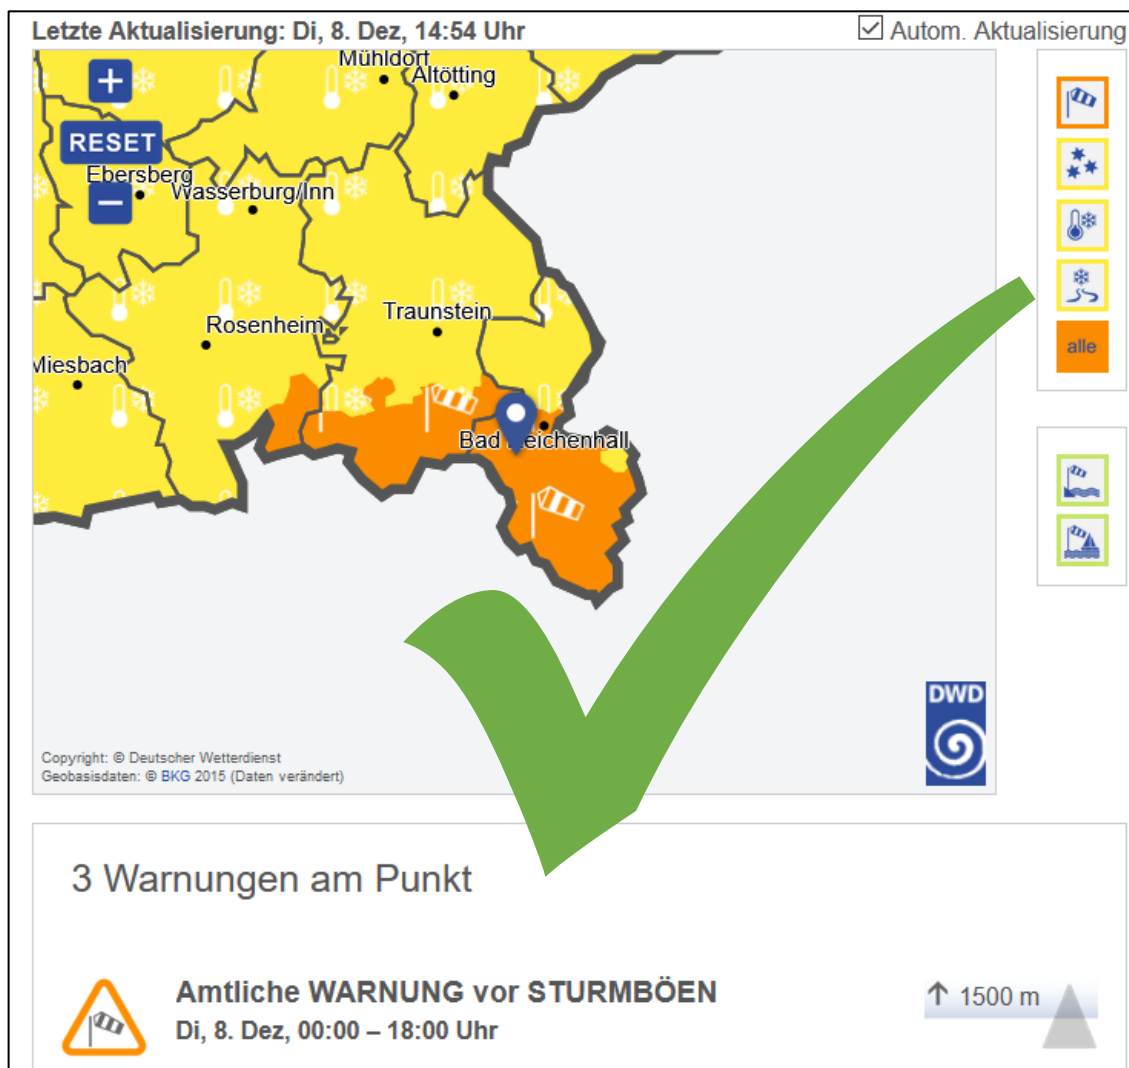 Letzte Aktualisierung: Di, 8. Dez, 14:54 Uhr
Autom. Aktualisierung
Mühldorf
Altötting
RESET
Ebersberg
Wasserburg/Inn
Traunstein
Rosenheim
Miesbach
alle
Bad Reichenhall
DWD
Copyright: © Deutscher Wetterdienst
Geobasisdaten: © BKG 2015 (Daten verändert)
3 Warnungen am Punkt
Amtliche WARNUNG vor STURMBÖEN
1500 m
Di, 8. Dez, 00:00 – 18:00 Uhr